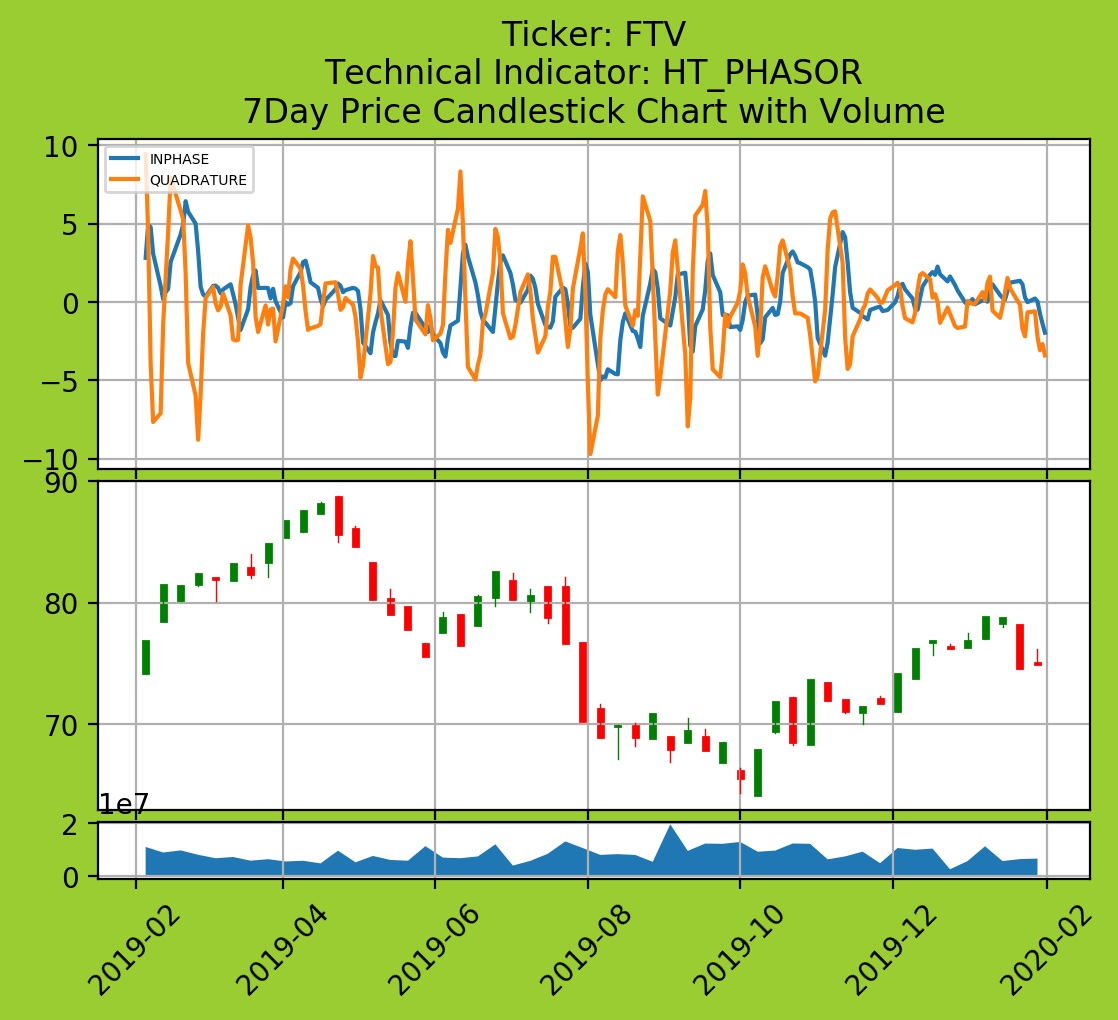 Ticker: FTV
Technical Indicator: HT_PHASOR
7Day Price Candlestick Chart with Volume
10
5
0
−5
−10
INPHASE
QUADRATURE
90
80
70
1e7
2
0
2019-02
2019-04
2019-06
2019-08
2019-10
2019-12
2020-02